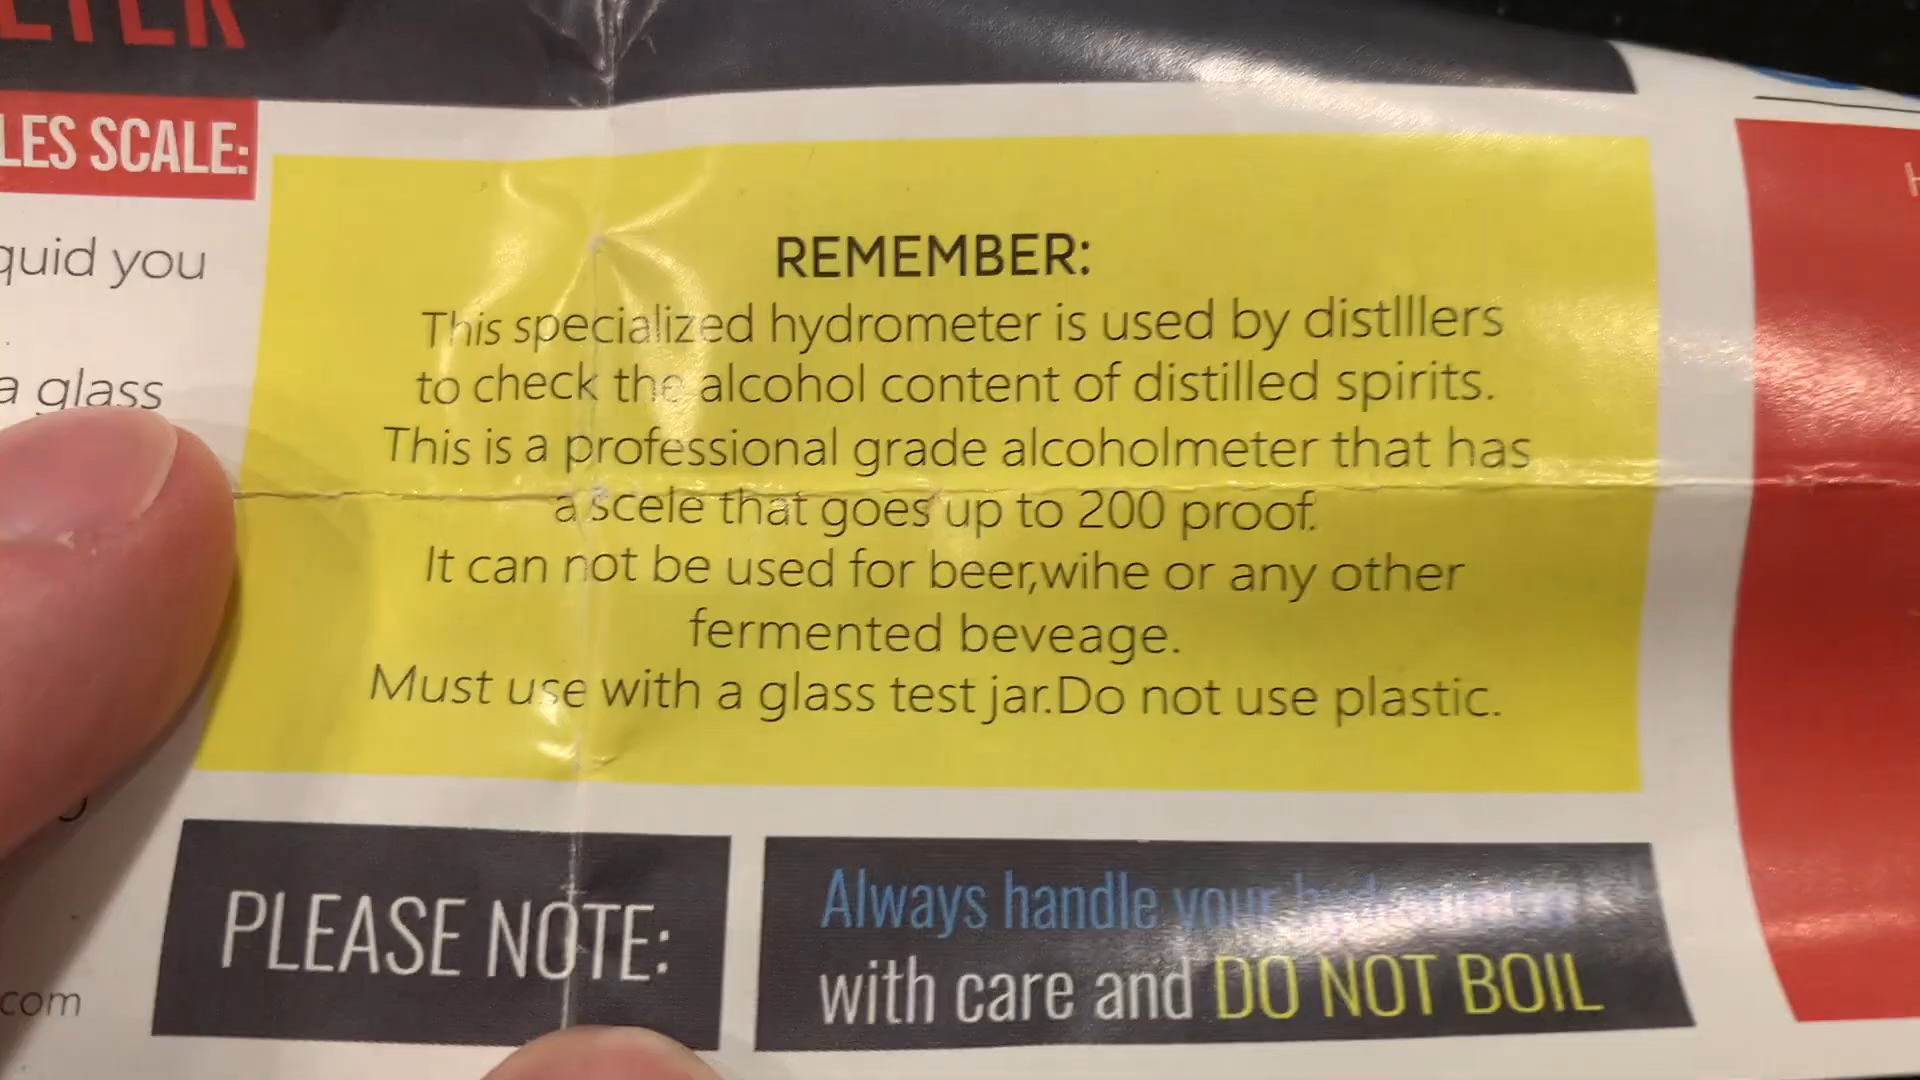 LES SCALE:
quid you
a glass
REMEMBER:
This specialized hydrometer is used by distlllers
to check the alcohol content of distilled spirits.
This is a professional grade alcoholmeter that has
a scele that goes up to 200 proof.
It can not be used for beer,wihe or any other
fermented beveage.
Must use with a glass test jar.Do not use plastic.
com
PLEASE NOTE:
Always handle your hydrometer
with care and DO NOT BOIL